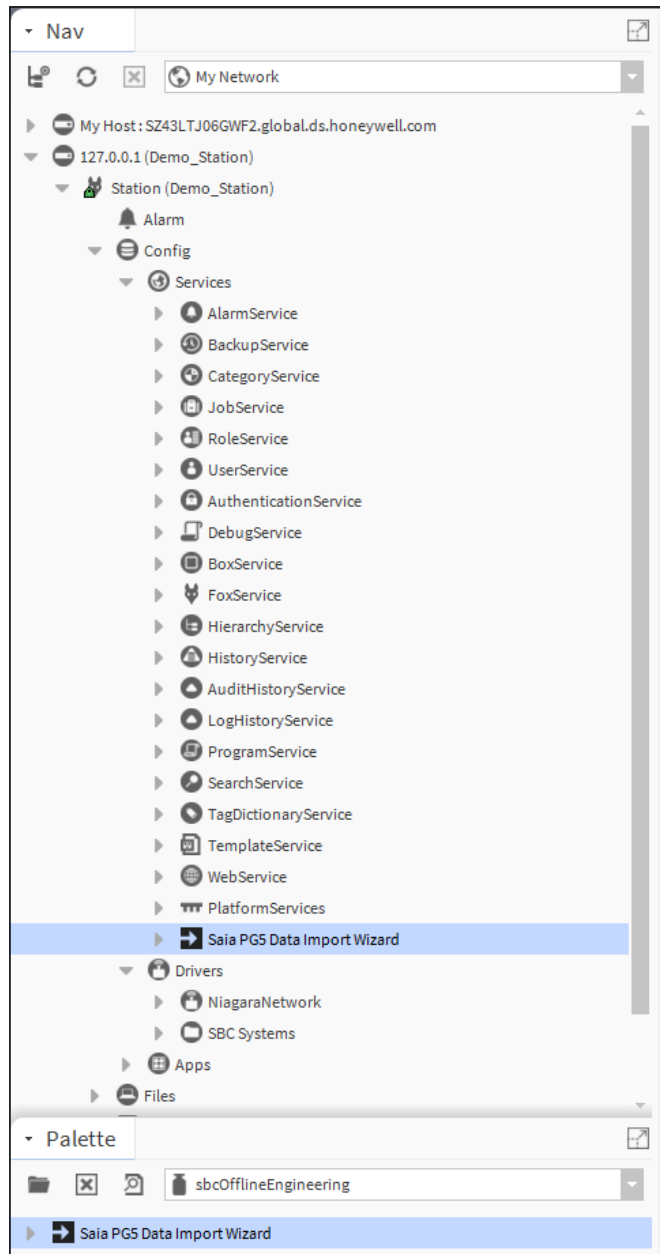 Nav
My Network
My Host : SZ43LTJ06GWF2.global.ds.honeywell.com
127.0.0.1 (Demo_Station)
Station (Demo_Station)
Alarm
Config
Services
AlarmService
BackupService
CategoryService
JobService
RoleService
UserService
AuthenticationService
DebugService
BoxService
FoxService
HierarchyService
HistoryService
AuditHistoryService
LogHistoryService
ProgramService
SearchService
TagDictionaryService
TemplateService
WebService
PlatformServices
Saia PG5 Data Import Wizard
Drivers
NiagaraNetwork
SBC Systems
Apps
Files
Palette
sbcOfflineEngineering
Saia PG5 Data Import Wizard